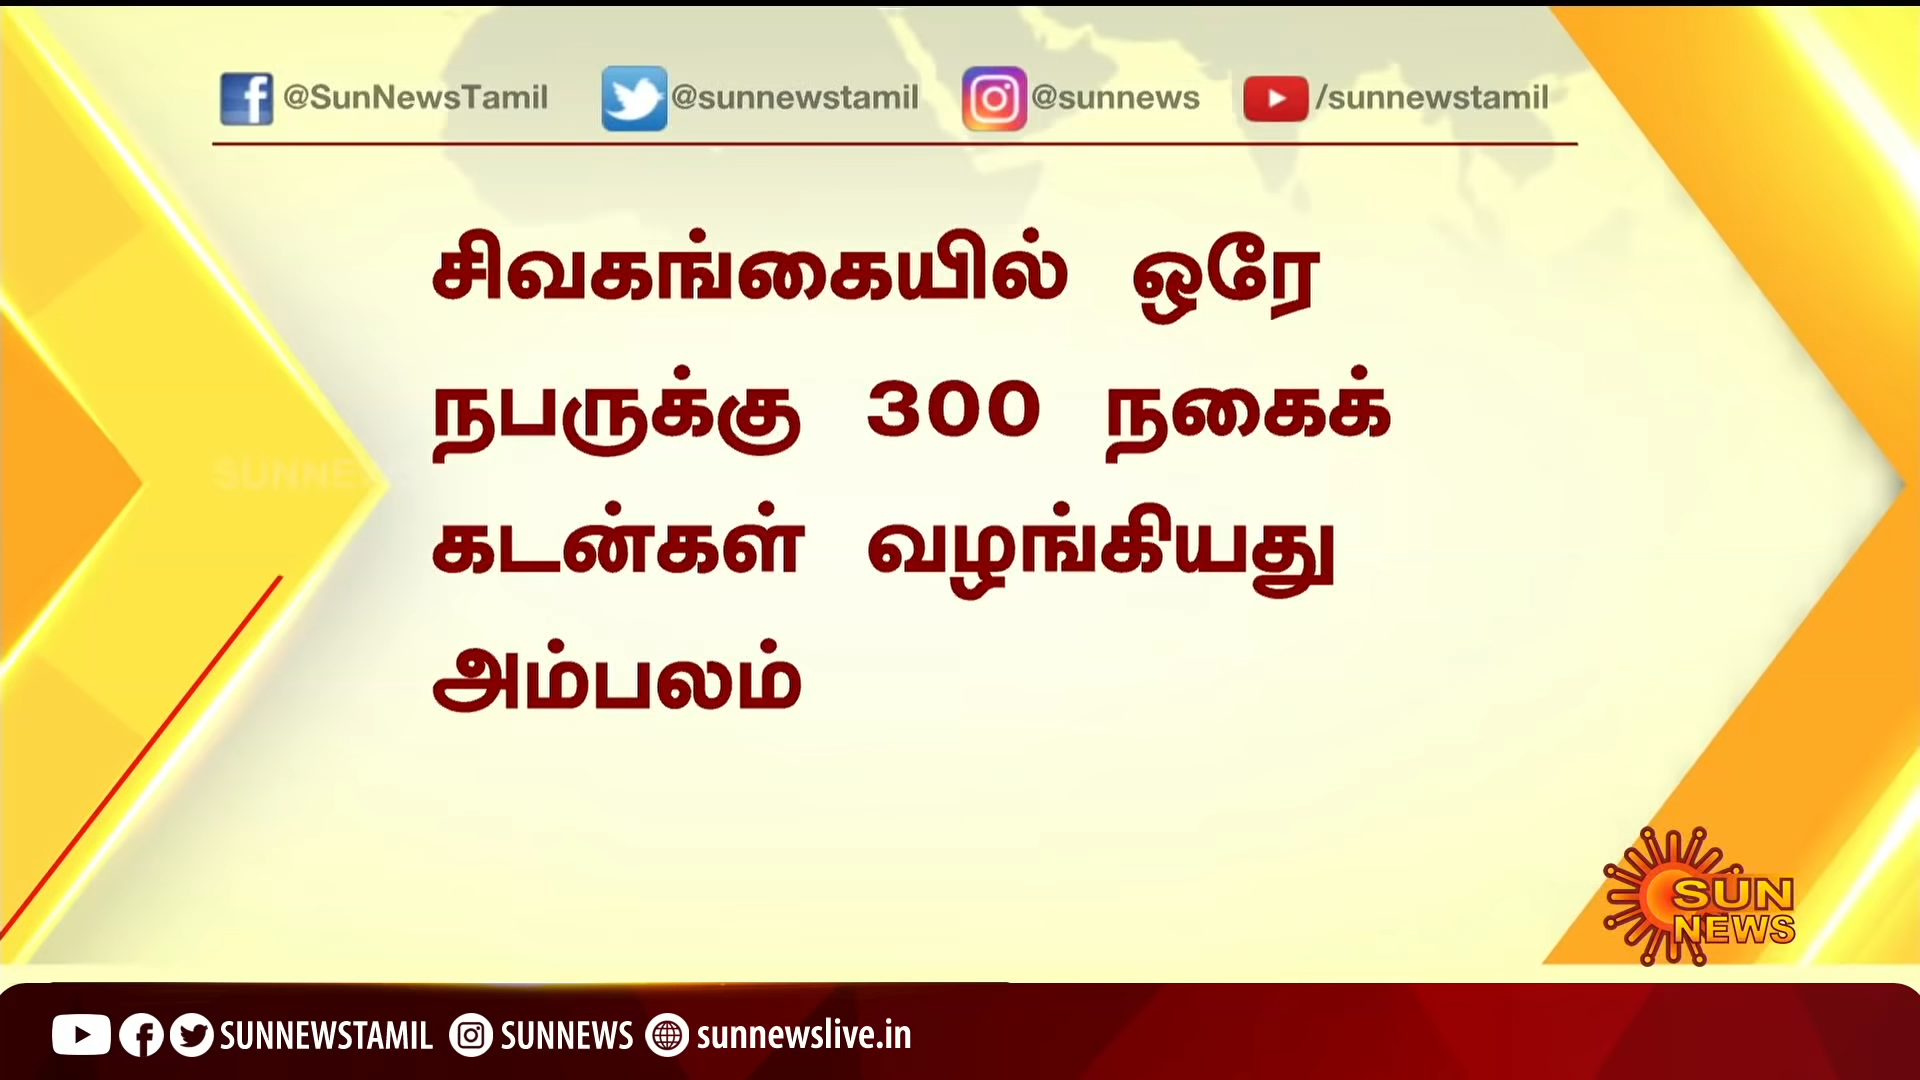 @SunNewsTamil @sunnewstamil @sunnews /sunnewstamil
சிவகங்கையில் ஒரே
நபருக்கு 300 நகைக்
கடன்கள் வழங்கியது
அம்பலம்
SUNNE
SUN
NEWS
SUNNEWSTAMIL SUNNEWS sunnewslive.in